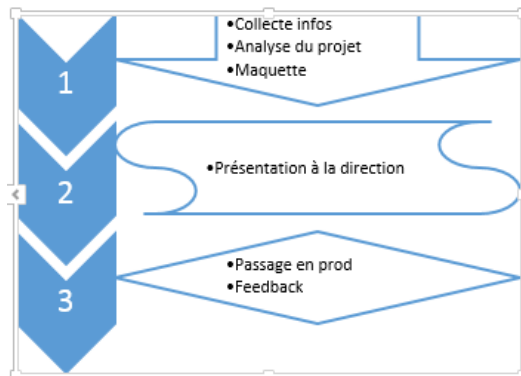 1
•Collecte infos
•Analyse du projet
•Maquette
2
•Présentation à la direction
3
•Passage en prod
•Feedback